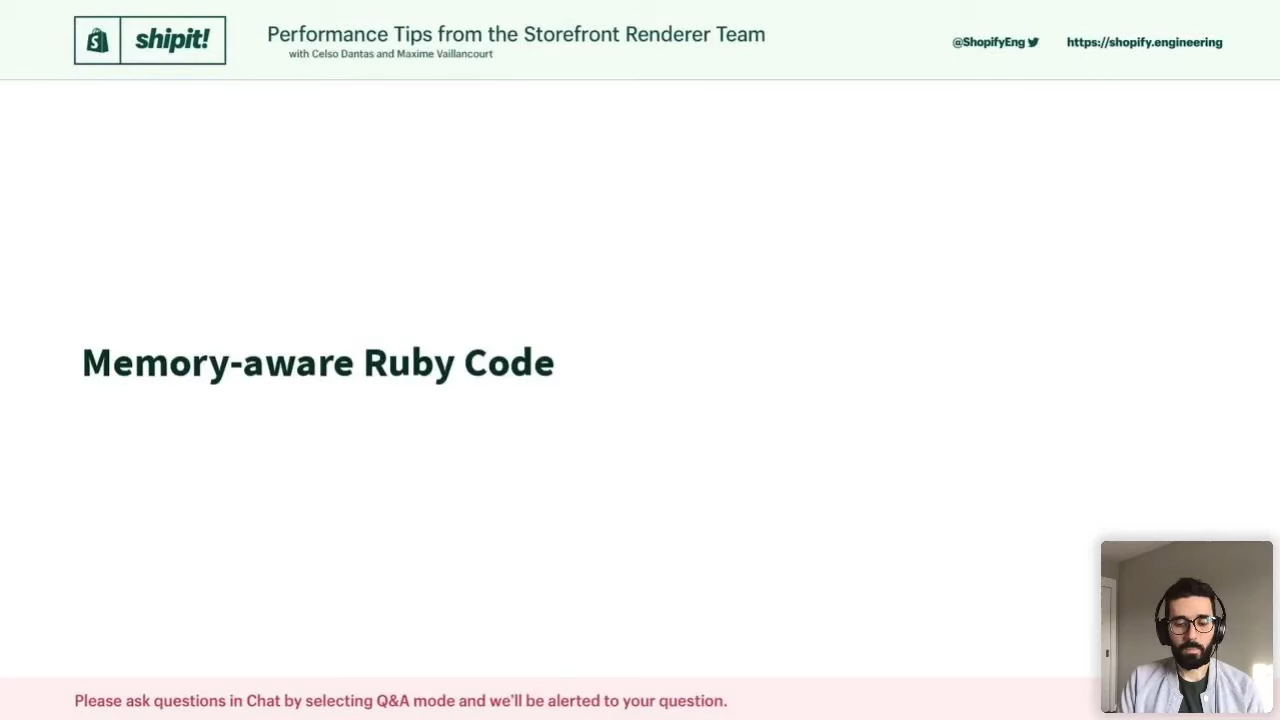 shipit!
Performance Tips from the Storefront Renderer Team
with Celso Dantas and Maxime Vaillancourt
@ShopifyEng
https://shopify.engineering
Memory-aware Ruby Code
Please ask questions in Chat by selecting Q&A mode and we'll be alerted to your question.